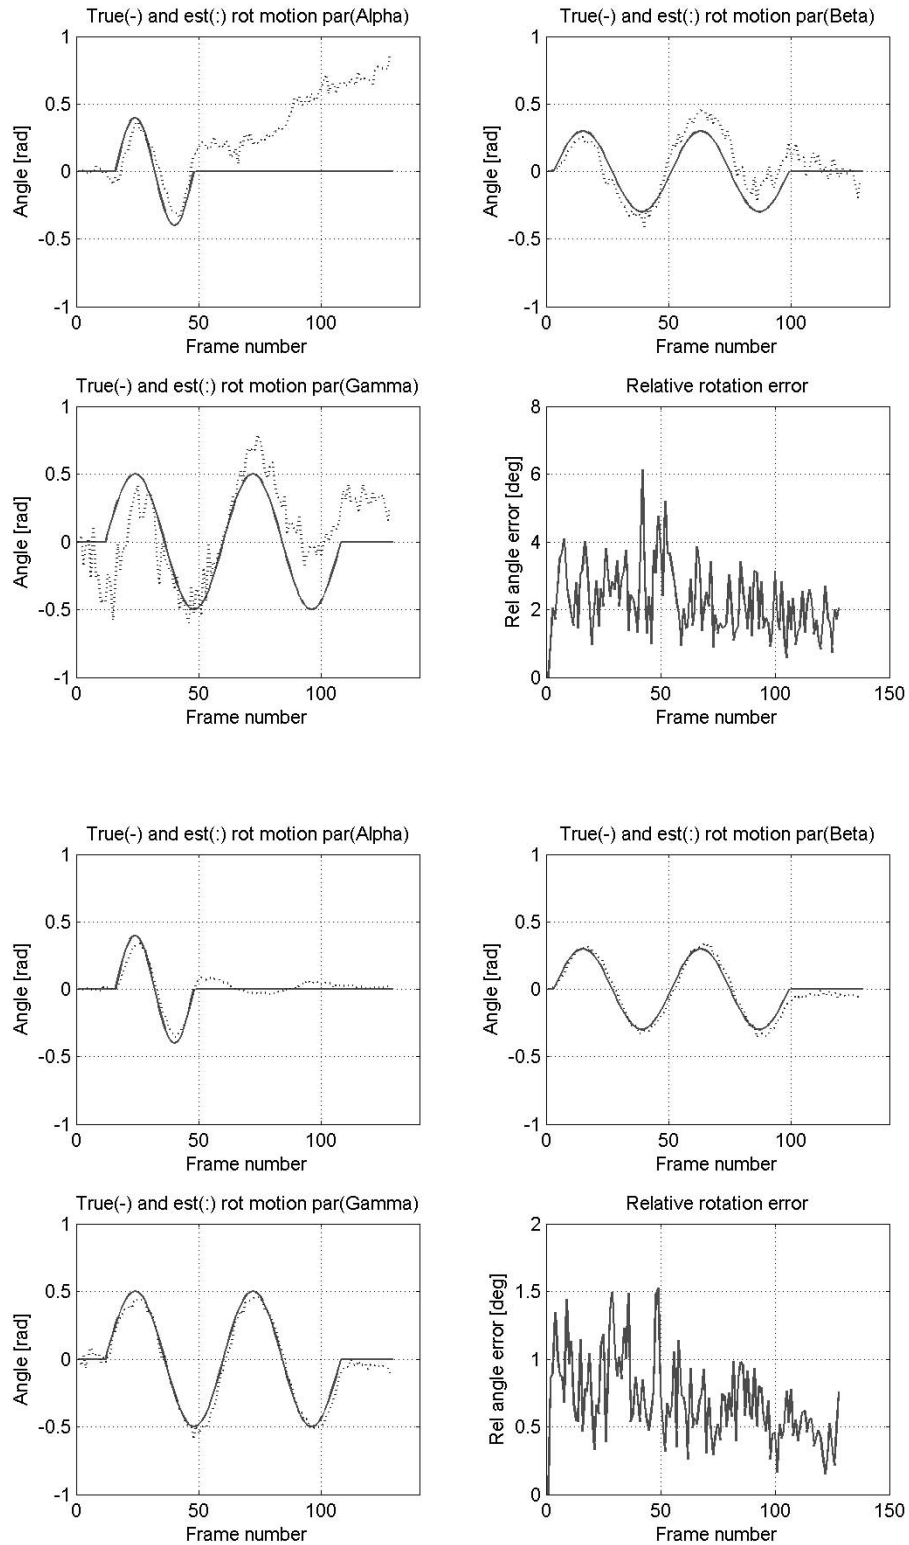 True(-) and est(:) rot motion par(Alpha)
1
0.5
0
-0.5
-1
Angle [rad]
0 50 100
Frame number
True(-) and est(:) rot motion par(Beta)
1
0.5
0
-0.5
-1
Angle [rad]
0 50 100
Frame number
True(-) and est(:) rot motion par(Gamma)
1
0.5
0
-0.5
-1
Angle [rad]
0 50 100
Frame number
Relative rotation error
8
6
4
2
0
Rel angle error [deg]
0 50 100 150
Frame number
True(-) and est(:) rot motion par(Alpha)
1
0.5
0
-0.5
-1
Angle [rad]
0 50 100
Frame number
True(-) and est(:) rot motion par(Beta)
1
0.5
0
-0.5
-1
Angle [rad]
0 50 100
Frame number
True(-) and est(:) rot motion par(Gamma)
1
0.5
0
-0.5
-1
Angle [rad]
0 50 100
Frame number
Relative rotation error
2
1.5
1
0.5
0
Rel angle error [deg]
0 50 100 150
Frame number